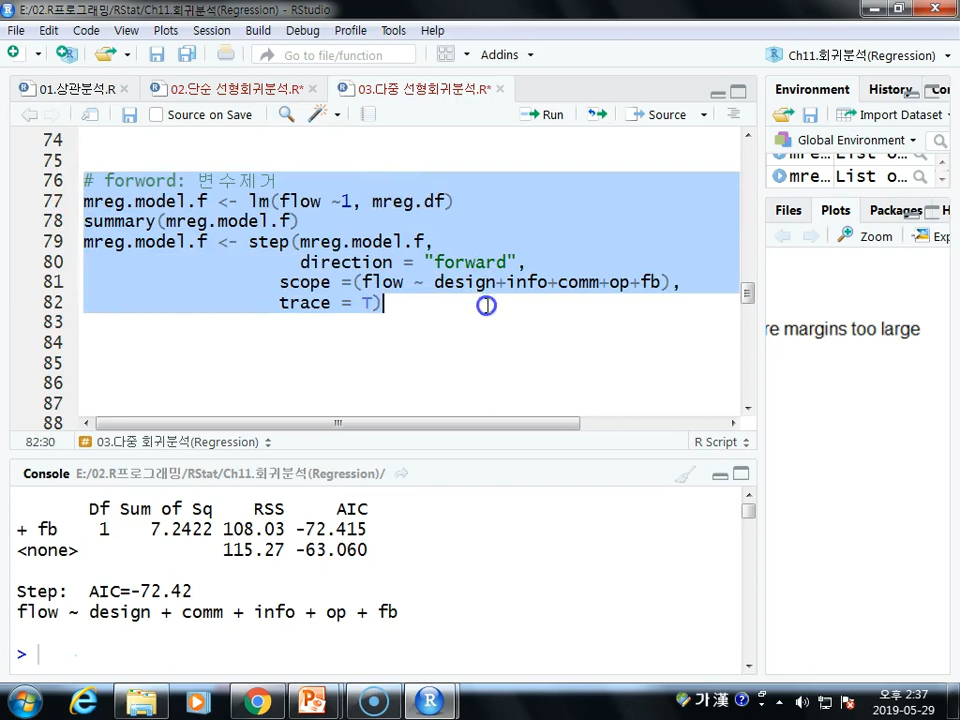 E:/02.R프로그래밍/RStat/Ch11.회귀분석(Regression) - RStudio
File Edit Code View Plots Session Build Debug Profile Tools Help
Go to file/function
Addins
Ch11.회귀분석(Regression)
01.상관분석.R
02.단순 선형회귀분석.R*
03.다중 선형회귀분석.R*
Source on Save
Run
Source
74
75
76 # forword: 변수제거
77 mreg.model.f <- lm(flow ~1, mreg.df)
78 summary(mreg.model.f)
79 mreg.model.f <- step(mreg.model.f,
80 direction = "forward",
81 scope =(flow ~ design+info+comm+op+fb),
82 trace = T)
83
84
85
86
87
88
82:30
03.다중 회귀분석(Regression)
R Script
Console E:/02.R프로그래밍/RStat/Ch11.회귀분석(Regression)/
Df Sum of Sq RSS AIC
+ fb 1 7.2422 108.03 -72.415
<none> 115.27 -63.060
Step: AIC=-72.42
flow ~ design + comm + info + op + fb
>
Environment History Con
Import Dataset
Global Environment
mre... List o...
mre... List o...
Files Plots Packages
Zoom Exp
re margins too large
가 漢
오후 2:37
2019-05-29